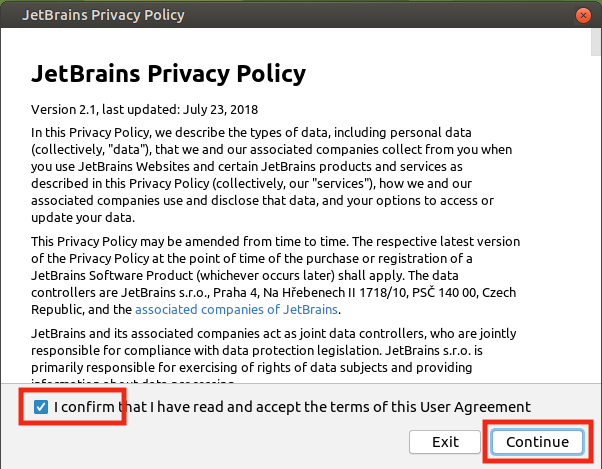 JetBrains Privacy Policy
JetBrains Privacy Policy
Version 2.1, last updated: July 23, 2018
In this Privacy Policy, we describe the types of data, including personal data
(collectively, "data"), that we and our associated companies collect from you when
you use JetBrains Websites and certain JetBrains products and services as
described in this Privacy Policy (collectively, our "services"), how we and our
associated companies use and disclose that data, and your options to access or
update your data.
This Privacy Policy may be amended from time to time. The respective latest version
of the Privacy Policy at the point of time of the purchase or registration of a
JetBrains Software Product (whichever occurs later) shall apply. The data
controllers are JetBrains s.r.o., Praha 4, Na Hřebenech II 1718/10, PSČ 140 00, Czech
Republic, and the associated companies of JetBrains.
JetBrains and its associated companies act as joint data controllers, who are jointly
responsible for compliance with data protection legislation. JetBrains s.r.o. is
primarily responsible for exercising of rights of data subjects and providing
information about data processing.
I confirm that I have read and accept the terms of this User Agreement
Exit
Continue